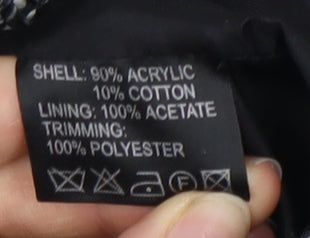 SHELL: 90% ACRYLIC
10% COTTON
LINING: 100% ACETATE
TRIMMING:
100% POLYESTER
F